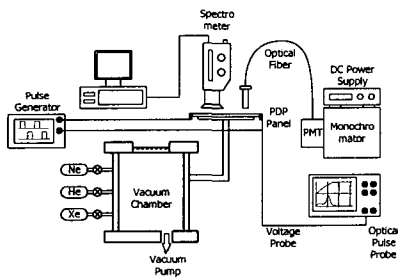 Spectro
meter
Optical
Fiber
DC Power
Supply
Pulse
Generator
PDP
Panel
PMT
Monochro
mator
Ne
He
Xe
Vacuum
Chamber
Voltage
Probe
Optical
Pulse
Probe
Vacuum
Pump